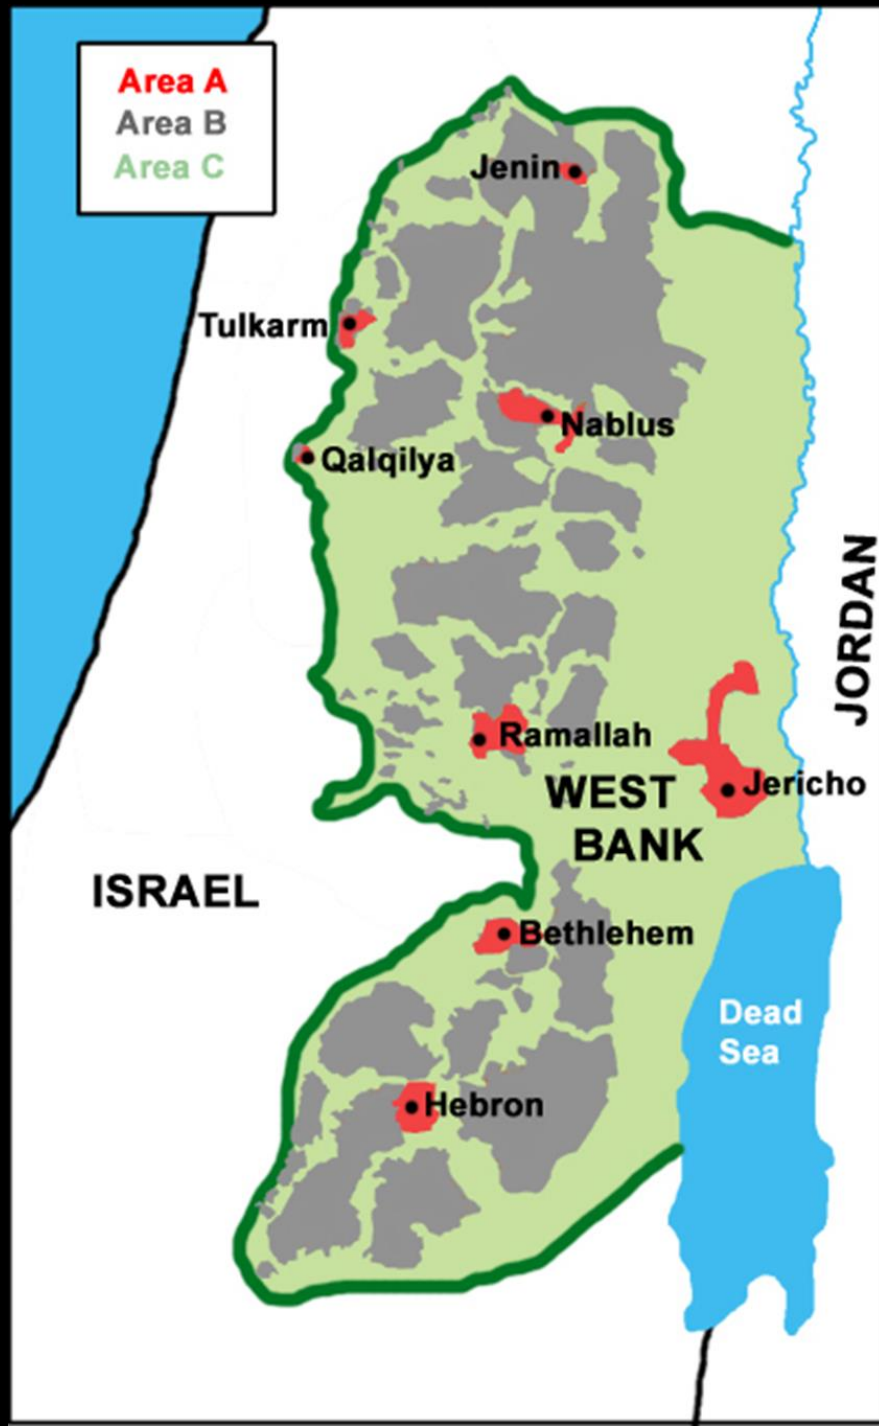 Area A
Area B
Area C
Jenin
Tulkarm
Nablus
Qalqilya
JORDAN
Ramallah
Jericho
WEST
BANK
ISRAEL
Bethlehem
Dead
Sea
Hebron